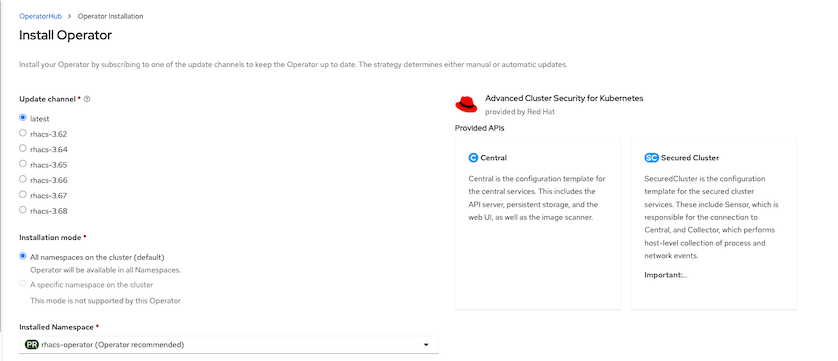 OperatorHub > Operator Installation
Install Operator
Install your Operator by subscribing to one of the update channels to keep the Operator up to date. The strategy determines either manual or automatic updates.
Update channel *
latest
rhacs-3.62
rhacs-3.64
rhacs-3.65
rhacs-3.66
rhacs-3.67
rhacs-3.68
Installation mode *
All namespaces on the cluster (default)
Operator will be available in all Namespaces.
A specific namespace on the cluster
This mode is not supported by this Operator
Installed Namespace *
PR rhacs-operator (Operator recommended)
Advanced Cluster Security for Kubernetes
provided by Red Hat
Provided APIs
C Central
Central is the configuration template for
the central services. This includes the
API server, persistent storage, and the
web UI, as well as the image scanner.
SC Secured Cluster
SecuredCluster is the configuration
template for the secured cluster
services. These include Sensor, which is
responsible for the connection to
Central, and Collector, which performs
host-level collection of process and
network events.
Important:...